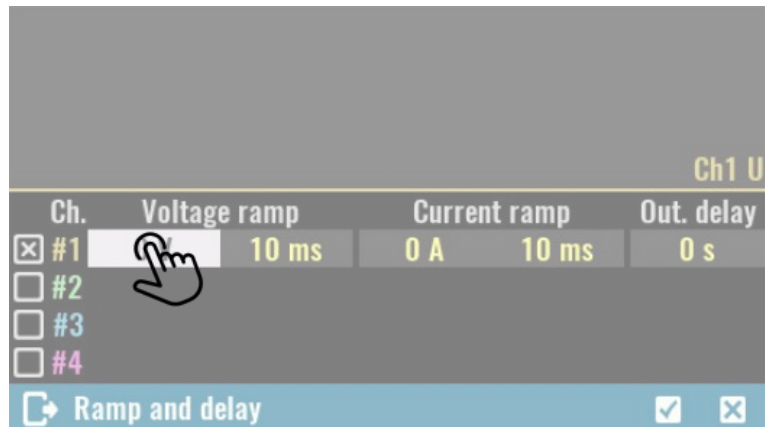 Ch1 U
Ch. Voltage ramp Current ramp Out. delay
#1 10 ms 0 A 10 ms 0 s
#2
#3
#4
Ramp and delay